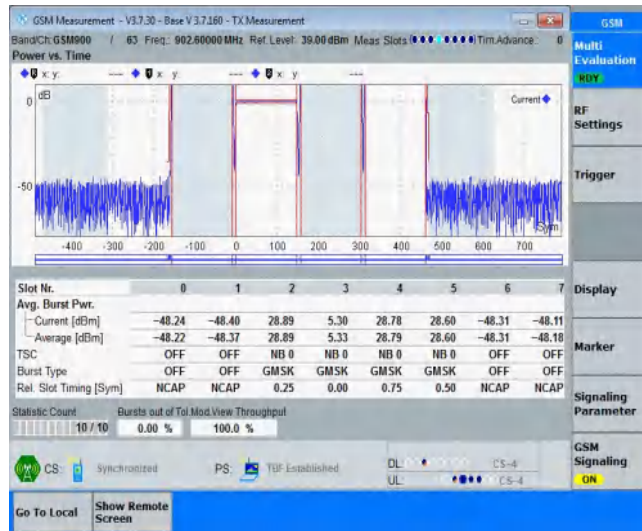 GSM Measurement - V3.7.30 - Base V 3.7.160 - TX Measurement
GSM
Band/Ch: GSM900 / 63 Freq.: 902.60000 MHz Ref. Level: 39.00 dBm Meas Slots Tim.Advance: 0
Power vs. Time
Multi Evaluation
RDY
x: y: --- x: y: --- x: y: ---
dB
Current
0
-50
Sym
-400 -300 -200 -100 0 100 200 300 400 500 600 700
RF Settings
Trigger
Slot Nr. 0 1 2 3 4 5 6 7
Avg. Burst Pwr.
Current [dBm] -48.24 -48.40 28.89 5.30 28.78 28.60 -48.31 -48.11
Average [dBm] -48.22 -48.37 28.89 5.33 28.79 28.60 -48.31 -48.18
TSC OFF OFF NB 0 NB 0 NB 0 NB 0 OFF OFF
Burst Type OFF OFF GMSK GMSK GMSK GMSK OFF OFF
Rel. Slot Timing [Sym] NCAP NCAP 0.25 0.00 0.75 0.50 NCAP NCAP
Display
Marker
Signaling Parameter
Statistic Count Bursts out of Tol. Mod.View Throughput
10 / 10 0.00 % 100.0 %
CS: Synchronized PS: TBF Established DL: CS-4
UL: CS-4
GSM Signaling
ON
Go To Local
Show Remote Screen